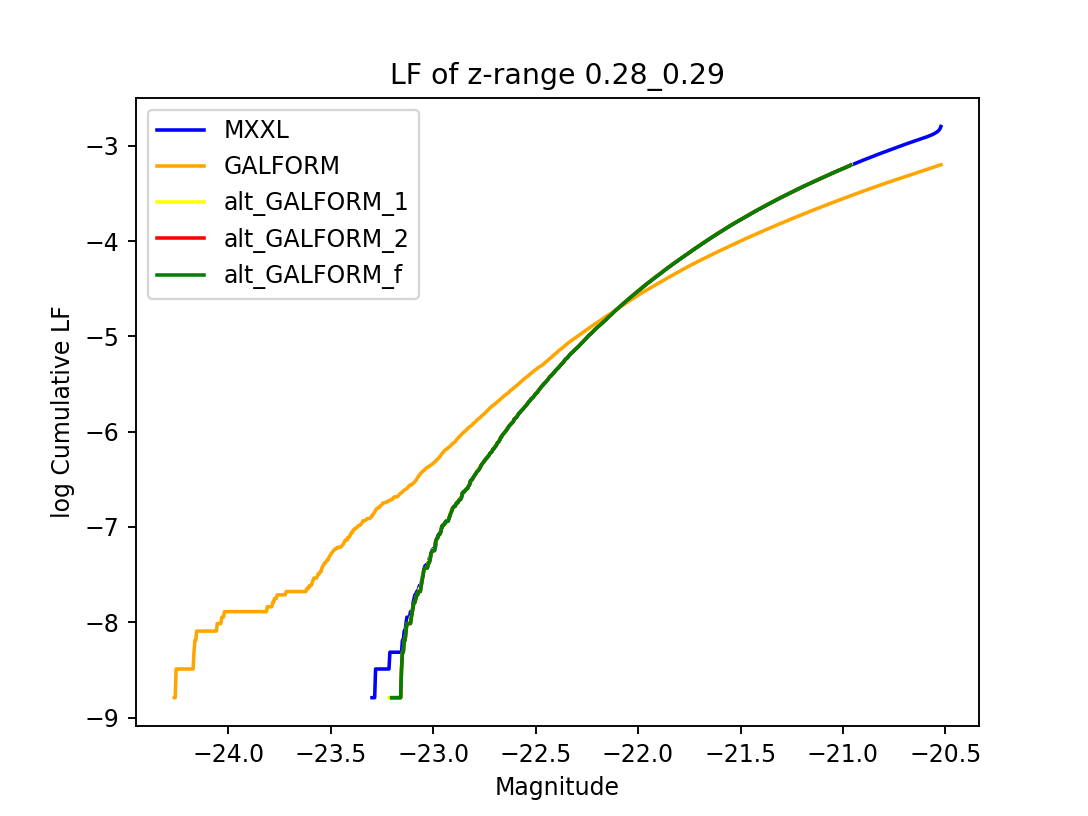 LF of z-range 0.28_0.29
MXXL
GALFORM
alt_GALFORM_1
alt_GALFORM_2
alt_GALFORM_f
log Cumulative LF
−3
−4
−5
−6
−7
−8
−9
−24.0 −23.5 −23.0 −22.5 −22.0 −21.5 −21.0 −20.5
Magnitude